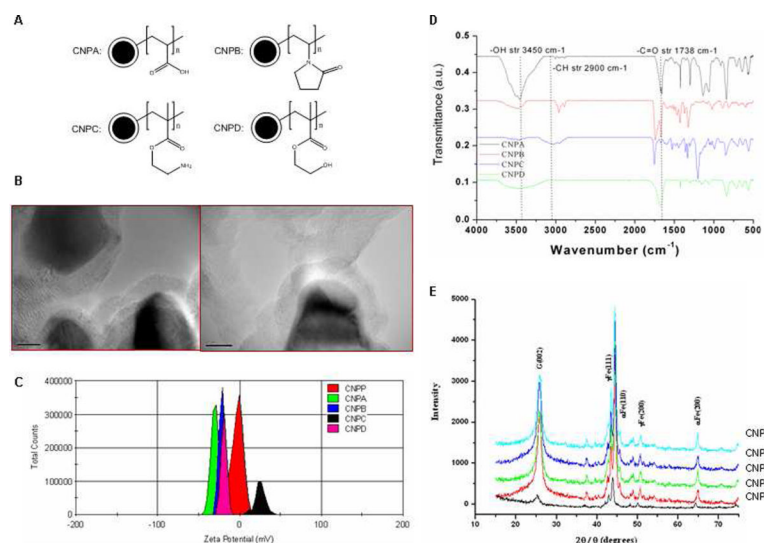 A
CNPA:
n
O
OH
CNPB:
n
N
O
CNPC:
n
O
O
NH2
CNPD:
n
O
O
OH
B
C
Total Counts
400000
300000
200000
100000
0
-200
-100
0
100
200
Zeta Potential (mV)
CNPP
CNPA
CNPB
CNPC
CNPD
D
Transmittance (a.u.)
0.5
0.4
0.3
0.2
0.1
0.0
-OH str 3450 cm-1
-C=O str 1738 cm-1
-CH str 2900 cm-1
CNPA
CNPB
CNPC
CNPD
4000 3500 3000 2500 2000 1500 1000 500
Wavenumber (cm-1)
E
Intensity
5000
4000
3000
2000
1000
0
G(002)
γFe(111)
αFe(110)
γFe(200)
αFe(200)
CNP
CNP
CNP
CNP
CNP
10 20 30 40 50 60 70
2θ / θ (degrees)